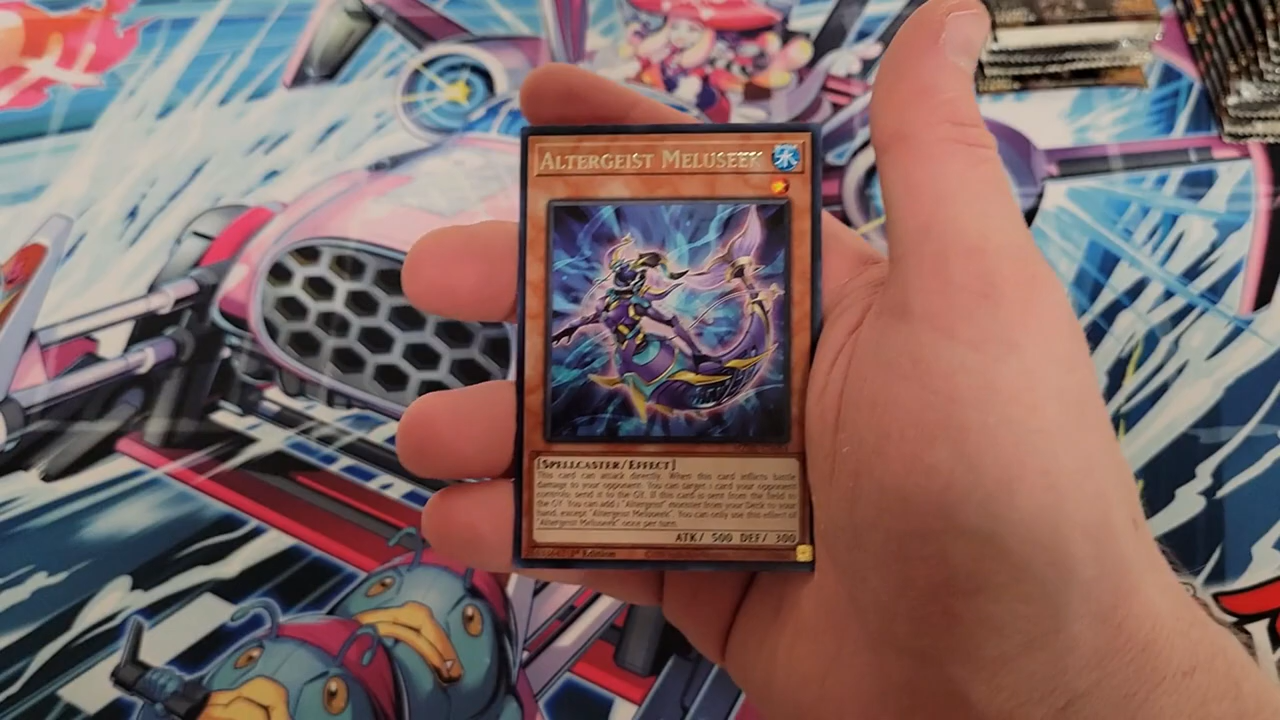 ALTERGEIST MELUSEEK
水
[SPELLCASTER/EFFECT]
This card can attack directly. When this card inflicts battle
damage to your opponent: You can target 1 card your opponent
controls; send it to the GY. If this card is sent from the field to
the GY: You can add 1 "Altergeist" monster from your Deck to your
hand, except "Altergeist Meluseek". You can only use this effect of
"Altergeist Meluseek" once per turn.
ATK/ 500 DEF/ 300
1st Edition